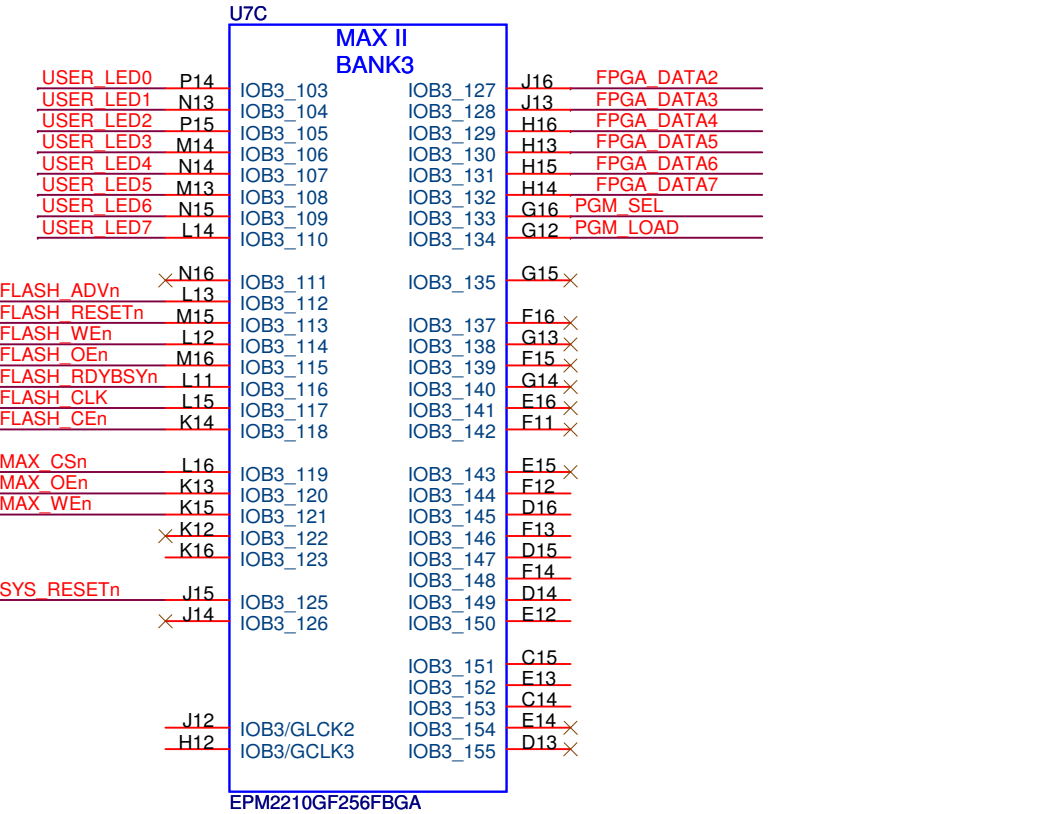 U7C
MAX II
BANK3
USER_LED0 P14 IOB3_103 IOB3_127 J16 FPGA_DATA2
USER_LED1 N13 IOB3_104 IOB3_128 J13 FPGA_DATA3
USER_LED2 P15 IOB3_105 IOB3_129 H16 FPGA_DATA4
USER_LED3 M14 IOB3_106 IOB3_130 H13 FPGA_DATA5
USER_LED4 N14 IOB3_107 IOB3_131 H15 FPGA_DATA6
USER_LED5 M13 IOB3_108 IOB3_132 H14 FPGA_DATA7
USER_LED6 N15 IOB3_109 IOB3_133 G16 PGM_SEL
USER_LED7 L14 IOB3_110 IOB3_134 G12 PGM_LOAD
N16 IOB3_111 IOB3_135 G15
FLASH_ADVn L13 IOB3_112
FLASH_RESETn M15 IOB3_113 IOB3_137 F16
FLASH_WEn L12 IOB3_114 IOB3_138 G13
FLASH_OEn M16 IOB3_115 IOB3_139 F15
FLASH_RDYBSYn L11 IOB3_116 IOB3_140 G14
FLASH_CLK L15 IOB3_117 IOB3_141 E16
FLASH_CEn K14 IOB3_118 IOB3_142 F11
MAX_CSn L16 IOB3_119 IOB3_143 E15
MAX_OEn K13 IOB3_120 IOB3_144 F12
MAX_WEn K15 IOB3_121 IOB3_145 D16
K12 IOB3_122 IOB3_146 F13
K16 IOB3_123 IOB3_147 D15
IOB3_148 F14
SYS_RESETn J15 IOB3_125 IOB3_149 D14
J14 IOB3_126 IOB3_150 E12
IOB3_151 C15
IOB3_152 E13
IOB3_153 C14
J12 IOB3/GLCK2 IOB3_154 E14
H12 IOB3/GCLK3 IOB3_155 D13
EPM2210GF256FBGA